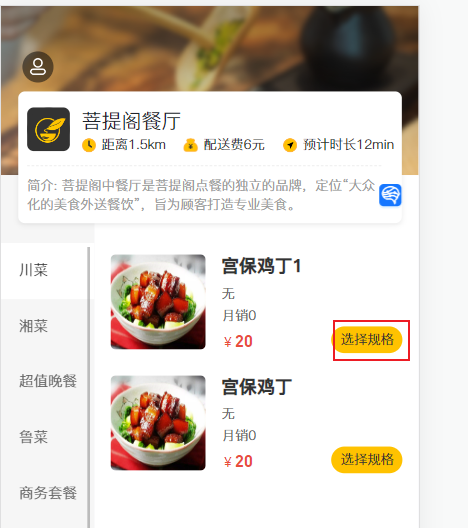 菩提阁餐厅
距离1.5km 配送费6元 预计时长12min
简介: 菩提阁中餐厅是菩提阁点餐的独立的品牌，定位“大众
化的美食外送餐饮”，旨为顾客打造专业美食。
川菜
湘菜
超值晚餐
鲁菜
商务套餐
宫保鸡丁1
无
月销0
￥20
选择规格
宫保鸡丁
无
月销0
￥20
选择规格